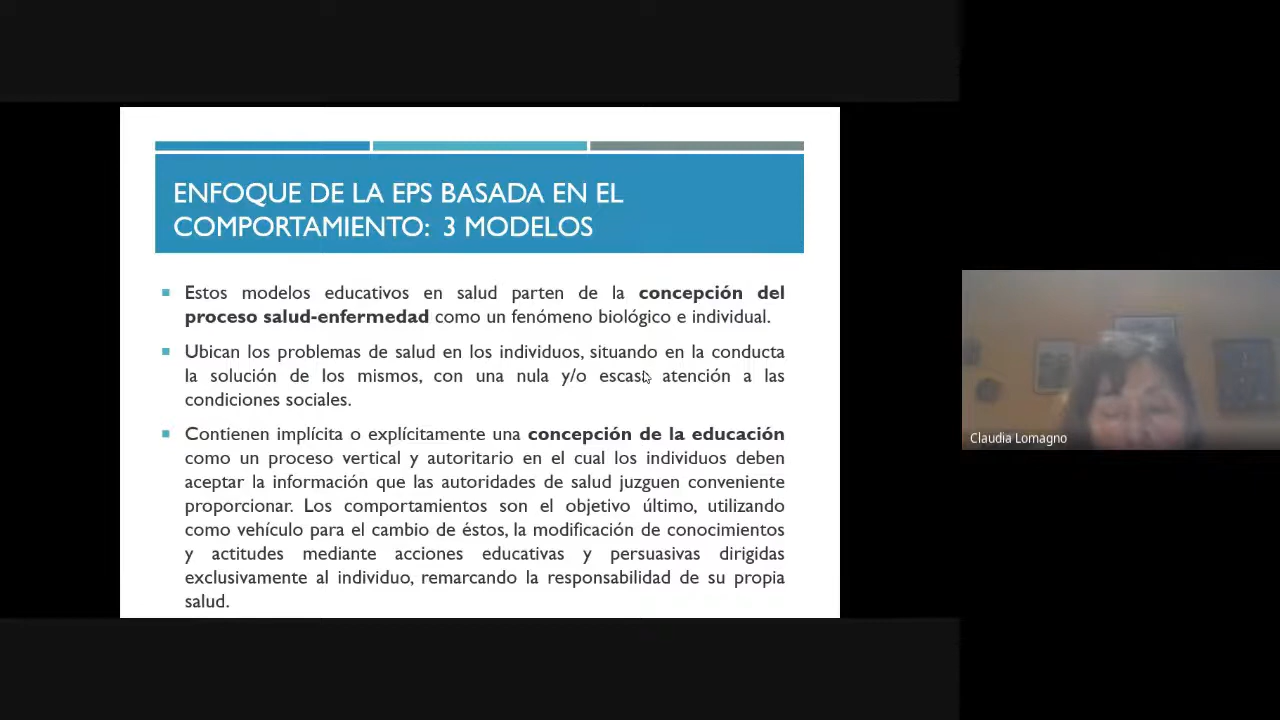 ENFOQUE DE LA EPS BASADA EN EL
COMPORTAMIENTO: 3 MODELOS
Estos modelos educativos en salud parten de la concepción del
proceso salud-enfermedad como un fenómeno biológico e individual.
Ubican los problemas de salud en los individuos, situando en la conducta
la solución de los mismos, con una nula y/o escasa atención a las
condiciones sociales.
Contienen implícita o explícitamente una concepción de la educación
como un proceso vertical y autoritario en el cual los individuos deben
aceptar la información que las autoridades de salud juzguen conveniente
proporcionar. Los comportamientos son el objetivo último, utilizando
como vehículo para el cambio de éstos, la modificación de conocimientos
y actitudes mediante acciones educativas y persuasivas dirigidas
exclusivamente al individuo, remarcando la responsabilidad de su propia
salud.
Claudia Lomagno